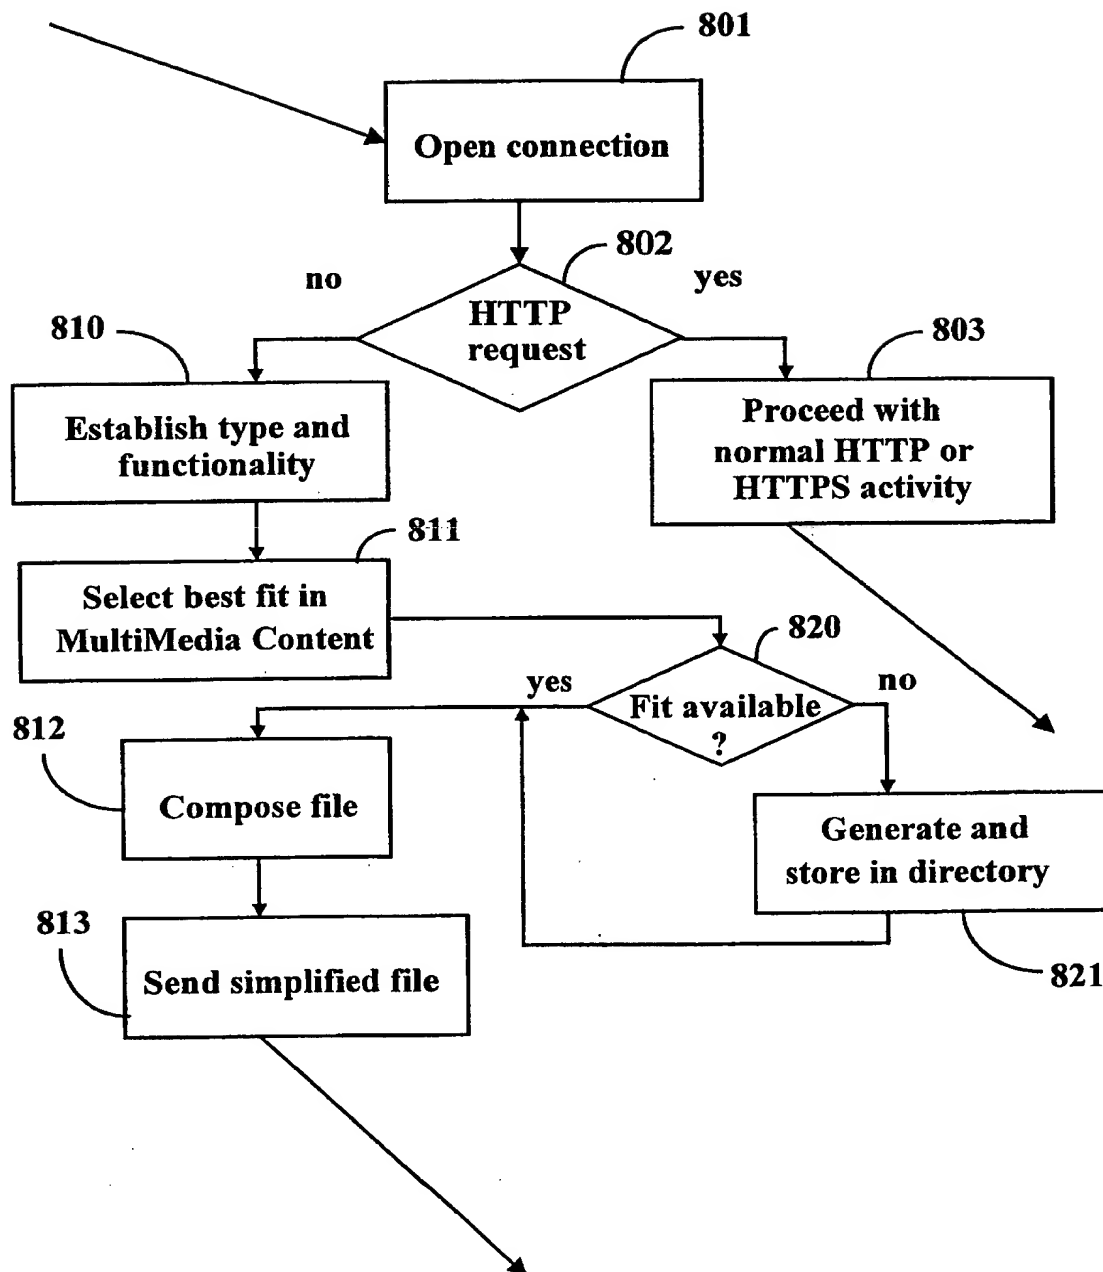 801
Open connection
802
no
yes
HTTP
request
810
803
Establish type and
functionality
Proceed with
normal HTTP or
HTTPS activity
811
Select best fit in
MultiMedia Content
820
yes
no
Fit available
?
812
Compose file
Generate and
store in directory
813
821
Send simplified file